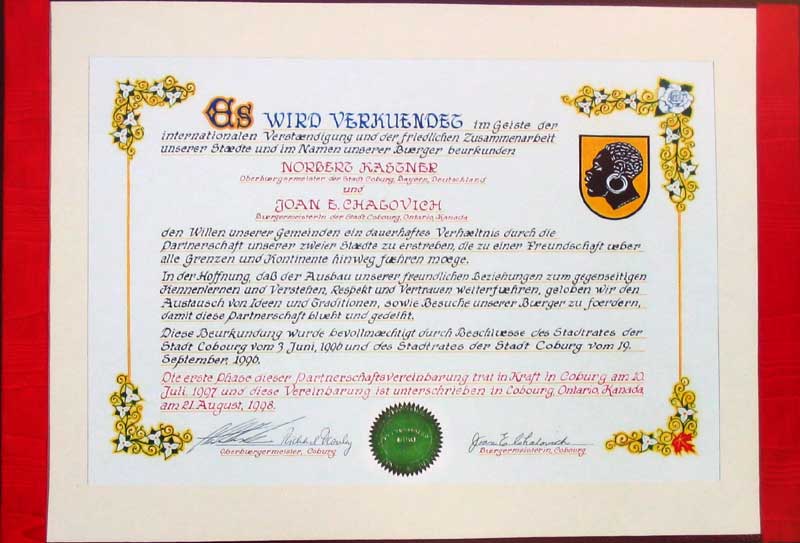 Es WIRD VERKUENDET im Geiste der
internationalen Verstaendigung und der friedlichen Zusammenarbeit
unserer Staedte und im Namen unserer Buerger beurkunden
NORBERT KASTNER
Oberbuergermeister der Stadt Coburg, Bayern, Deutschland
und
JOAN E. CHALOVICH
Buergermeisterin der Stadt Cobourg, Ontario, Kanada
den Willen unserer Gemeinden ein dauerhaftes Verhaeltnis durch die
Partnerschaft unserer zweier Staedte zu erstreben, die zu einer Freundschaft ueber
alle Grenzen und Kontinente hinweg fuehren moege.
In der Hoffnung, daß der Ausbau unserer freundlichen Beziehungen zum gegenseitigen
Kennenlernen und Verstehen, Respekt und Vertrauen weiterfuehren, geloben wir den
Austausch von Ideen und Traditionen, sowie Besuche unserer Buerger zu foerdern,
damit diese Partnerschaft blueht und gedeiht.
Diese Beurkundung wurde bevollmaechtigt durch Beschluesse des Stadtrates der
Stadt Cobourg vom 3 Juni, 1996 und des Stadtrates der Stadt Coburg vom 19.
September, 1996.
Die erste Phase dieser Partnerschaftsvereinbarung trat in Kraft in Coburg am 20.
Juli, 1997 und diese Vereinbarung ist unterschrieben in Cobourg, Ontario, Kanada
am 21. August, 1998.
Joan E. Chalovich
Oberbuergermeister, Coburg
Buergermeisterin, Cobourg